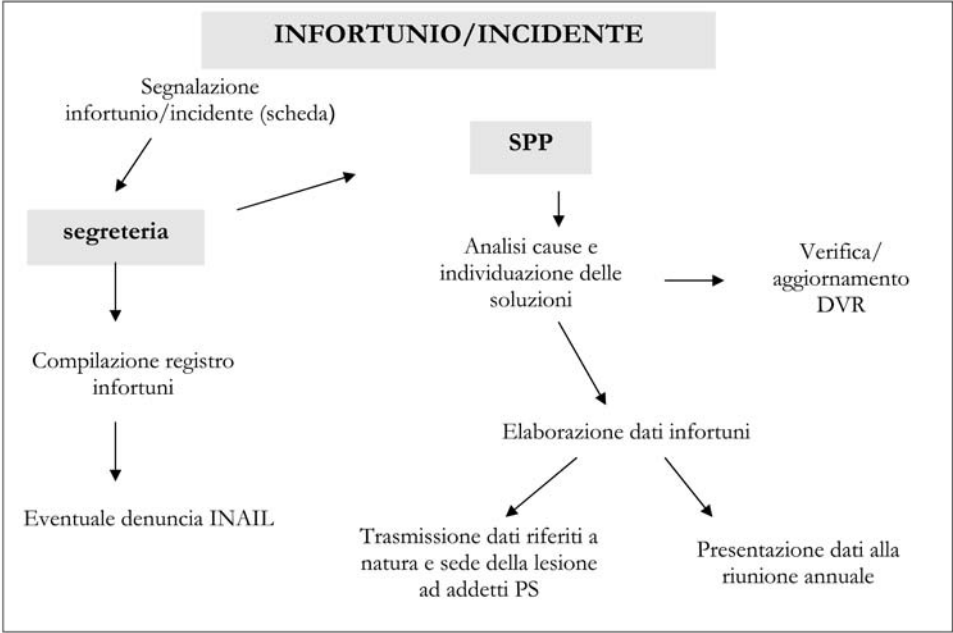 INFORTUNIO/INCIDENTE
Segnalazione
infortunio/incidente (scheda)
SPP
segreteria
Analisi cause e
individuazione delle
soluzioni
Verifica/
aggiornamento
DVR
Compilazione registro
infortuni
Elaborazione dati infortuni
Eventuale denuncia INAIL
Trasmissione dati riferiti a
natura e sede della lesione
ad addetti PS
Presentazione dati alla
riunione annuale